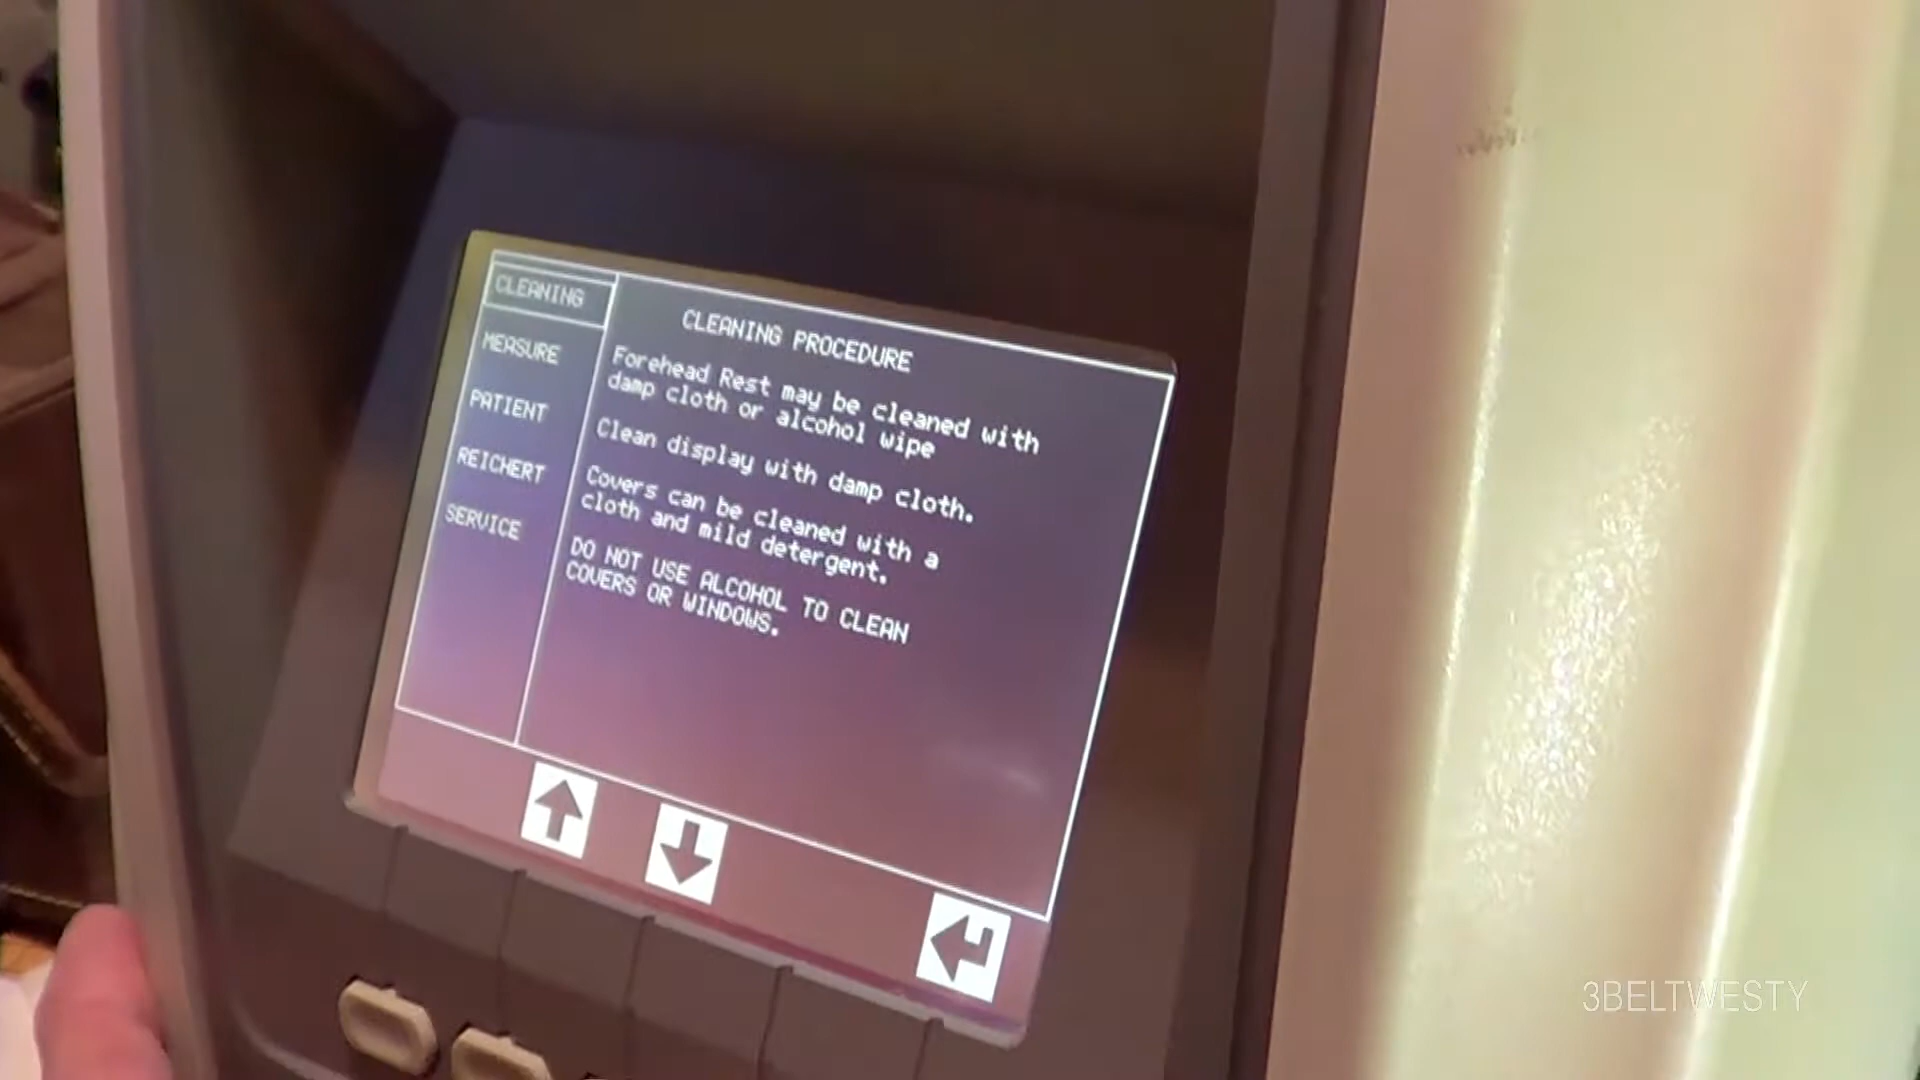 CLEANING
MEASURE
PATIENT
REICHERT
SERVICE
CLEANING PROCEDURE
Forehead Rest may be cleaned with
damp cloth or alcohol wipe
Clean display with damp cloth.
Covers can be cleaned with a
cloth and mild detergent.
DO NOT USE ALCOHOL TO CLEAN
COVERS OR WINDOWS.
3BELTWESTY